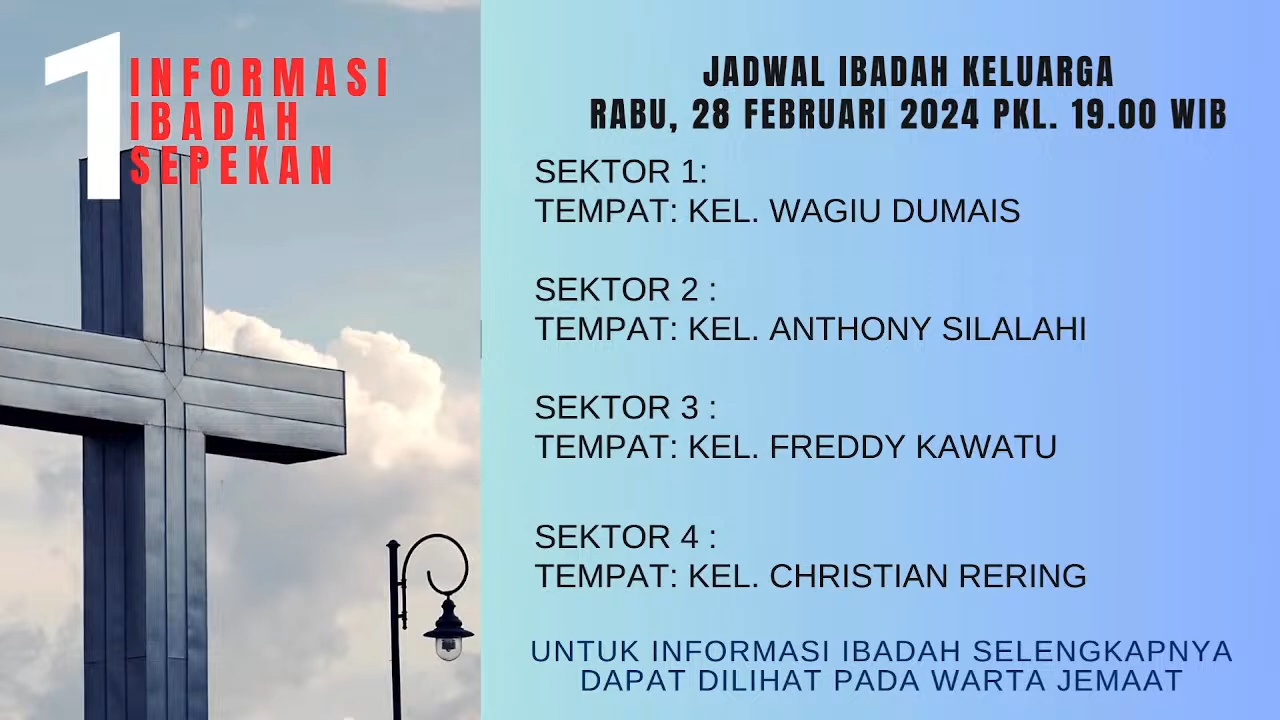 1 INFORMASI
IBADAH
SEPEKAN
JADWAL IBADAH KELUARGA
RABU, 28 FEBRUARI 2024 PKL. 19.00 WIB
SEKTOR 1:
TEMPAT: KEL. WAGIU DUMAIS
SEKTOR 2 :
TEMPAT: KEL. ANTHONY SILALAHI
SEKTOR 3 :
TEMPAT: KEL. FREDDY KAWATU
SEKTOR 4 :
TEMPAT: KEL. CHRISTIAN RERING
UNTUK INFORMASI IBADAH SELENGKAPNYA
DAPAT DILIHAT PADA WARTA JEMAAT